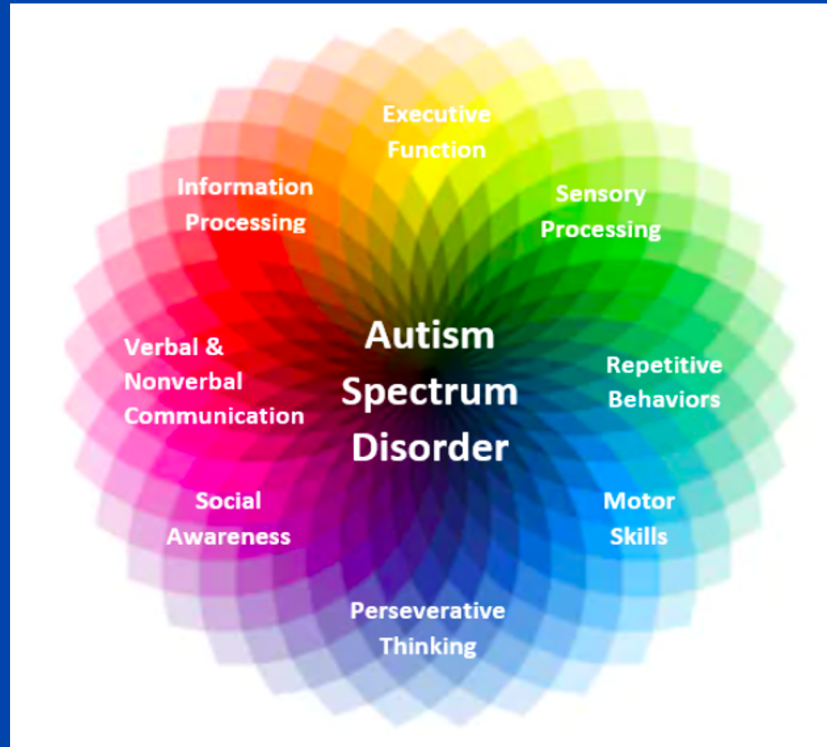 Executive
Function
Information
Processing
Sensory
Processing
Autism
Spectrum
Disorder
Verbal &
Nonverbal
Communication
Repetitive
Behaviors
Social
Awareness
Motor
Skills
Perseverative
Thinking